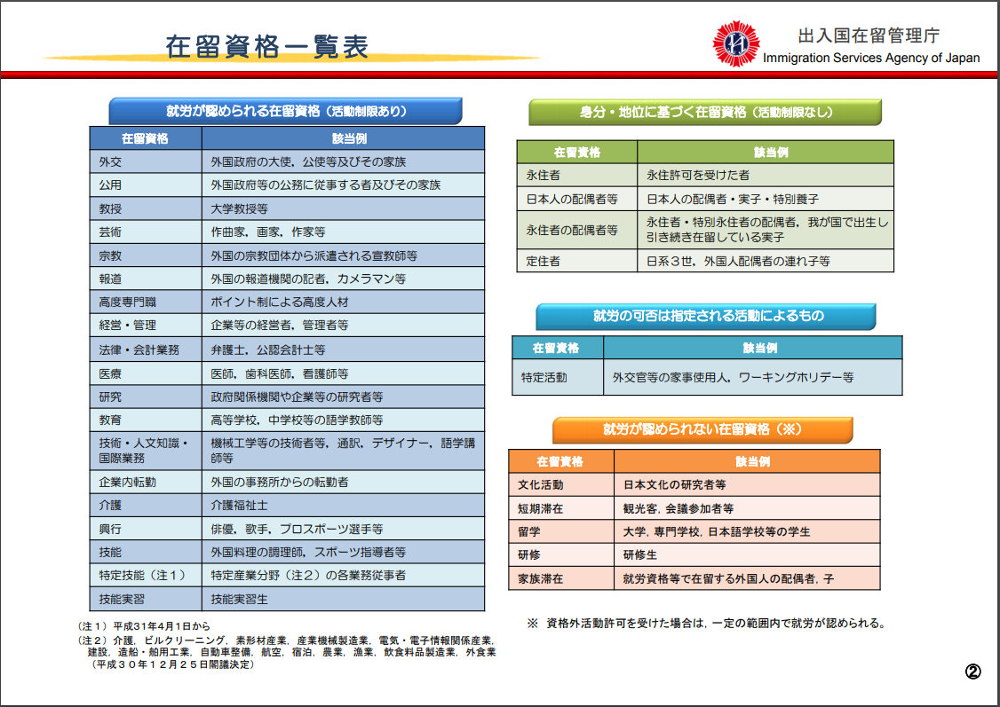 在留資格一覧表
出入国在留管理庁
Immigration Services Agency of Japan
就労が認められる在留資格（活動制限あり）
在留資格 該当例
外交 外国政府の大使，公使等及びその家族
公用 外国政府等の公務に従事する者及びその家族
教授 大学教授等
芸術 作曲家，画家，作家等
宗教 外国の宗教団体から派遣される宣教師等
報道 外国の報道機関の記者，カメラマン等
高度専門職 ポイント制による高度人材
経営・管理 企業等の経営者，管理者等
法律・会計業務 弁護士，公認会計士等
医療 医師，歯科医師，看護師等
研究 政府関係機関や企業等の研究者等
教育 高等学校，中学校等の語学教師等
技術・人文知識・
国際業務
機械工学等の技術者等，通訳，デザイナー，語学講
師等
企業内転勤 外国の事務所からの転勤者
介護 介護福祉士
興行 俳優，歌手，プロスポーツ選手等
技能 外国料理の調理師，スポーツ指導者等
特定技能（注１） 特定産業分野（注２）の各業務従事者
技能実習 技能実習生
（注１）平成31年4月1日から
（注２）介護，ビルクリーニング，素形材産業，産業機械製造業，電気・電子情報関係産業，
建設，造船・舶用工業，自動車整備，航空，宿泊，農業，漁業，飲食料品製造業，外食業
（平成３０年１２月２５日閣議決定）
身分・地位に基づく在留資格（活動制限なし）
在留資格 該当例
永住者 永住許可を受けた者
日本人の配偶者等 日本人の配偶者・実子・特別養子
永住者の配偶者等
永住者・特別永住者の配偶者，我が国で出生し
引き続き在留している実子
定住者 日系３世，外国人配偶者の連れ子等
就労の可否は指定される活動によるもの
在留資格 該当例
特定活動 外交官等の家事使用人，ワーキングホリデー等
就労が認められない在留資格（※）
在留資格 該当例
文化活動 日本文化の研究者等
短期滞在 観光客，会議参加者等
留学 大学，専門学校，日本語学校等の学生
研修 研修生
家族滞在 就労資格等で在留する外国人の配偶者，子
※ 資格外活動許可を受けた場合は，一定の範囲内で就労が認められる。
②